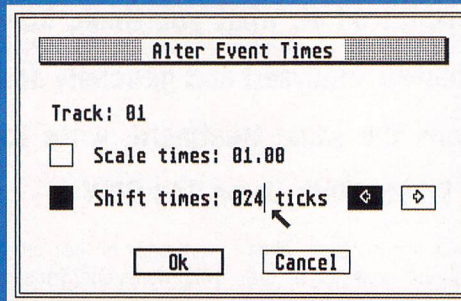 Alter Event Times
Track: 01
Scale times: 01.00
Shift times: 024 ticks
Ok
Cancel